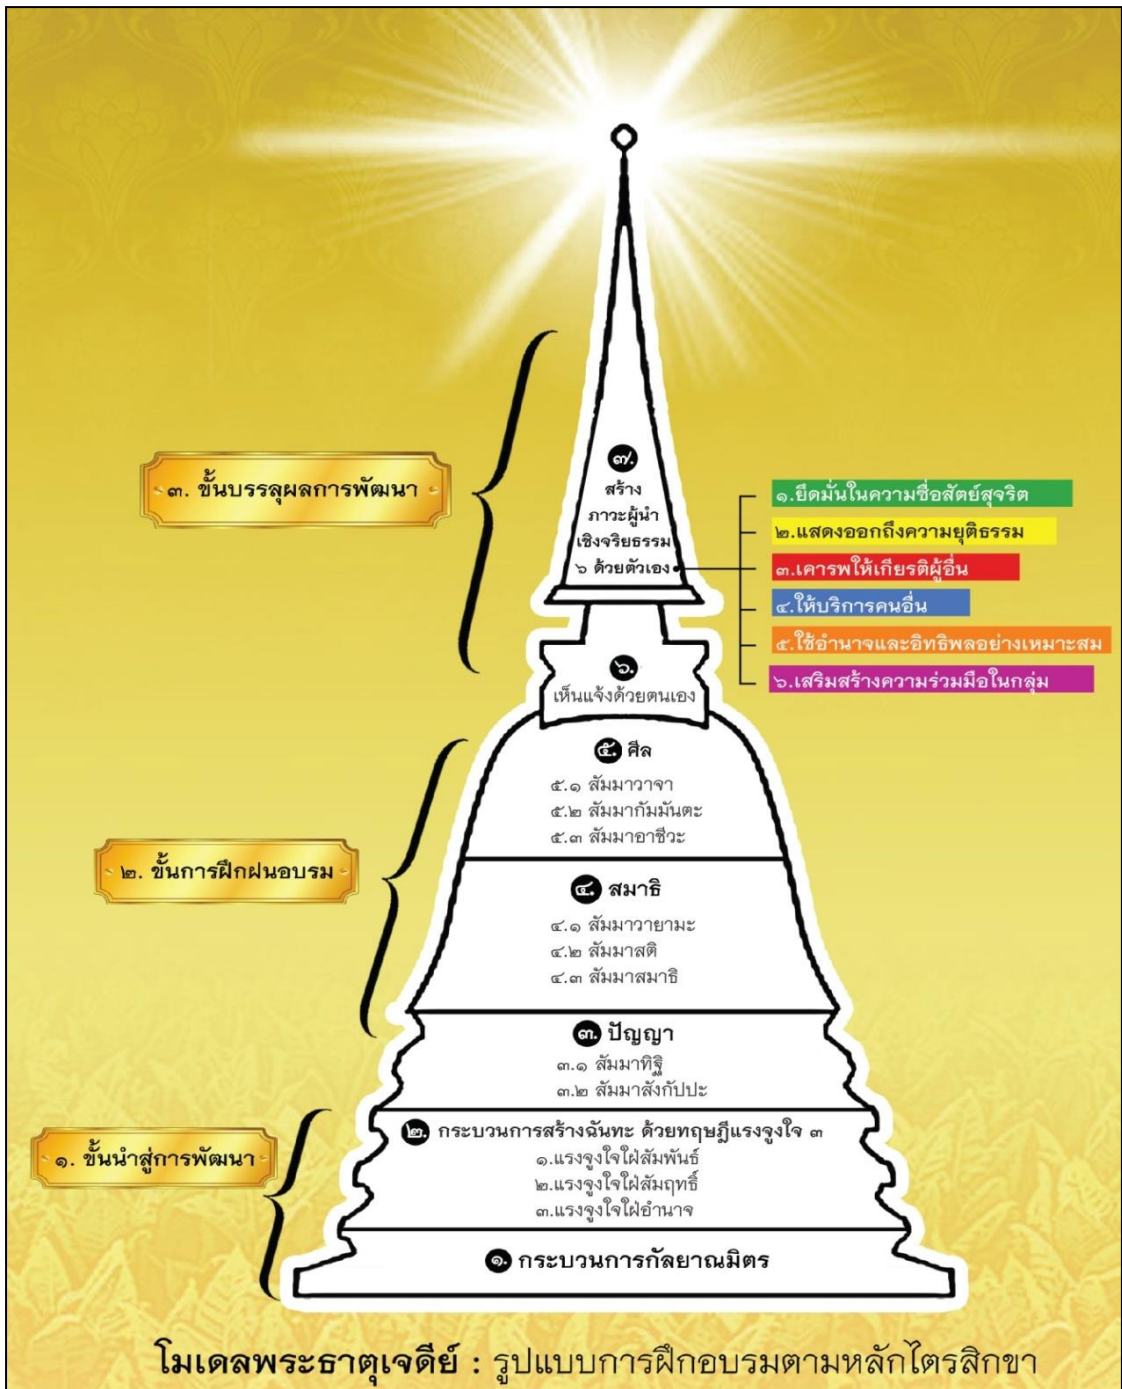 ๗.
สร้าง
ภาวะผู้นำ
เชิงจริยธรรม
๖ ด้วยตัวเอง
๓. ขั้นบรรลุผลการพัฒนา
๑.ยึดมั่นในความซื่อสัตย์สุจริต
๒.แสดงออกถึงความยุติธรรม
๓.เคารพให้เกียรติผู้อื่น
๔.ให้บริการคนอื่น
๕.ใช้อำนาจและอิทธิพลอย่างเหมาะสม
๖.เสริมสร้างความร่วมมือในกลุ่ม
๖.
เห็นแจ้งด้วยตนเอง
๕. ศีล
๕.๑ สัมมาวาจา
๕.๒ สัมมากัมมันตะ
๕.๓ สัมมาอาชีวะ
๒. ขั้นการฝึกฝนอบรม
๔. สมาธิ
๔.๑ สัมมาวายามะ
๔.๒ สัมมาสติ
๔.๓ สัมมาสมาธิ
๓. ปัญญา
๓.๑ สัมมาทิฐิ
๓.๒ สัมมาสังกัปปะ
๑. ขั้นนำสู่การพัฒนา
๒. กระบวนการสร้างฉันทะ ด้วยทฤษฎีแรงจูงใจ ๓
๑.แรงจูงใจใฝ่สัมพันธ์
๒.แรงจูงใจใฝ่สัมฤทธิ์
๓.แรงจูงใจใฝ่อำนาจ
๑. กระบวนการกัลยาณมิตร
โมเดลพระธาตุเจดีย์ : รูปแบบการฝึกอบรมตามหลักไตรสิกขา